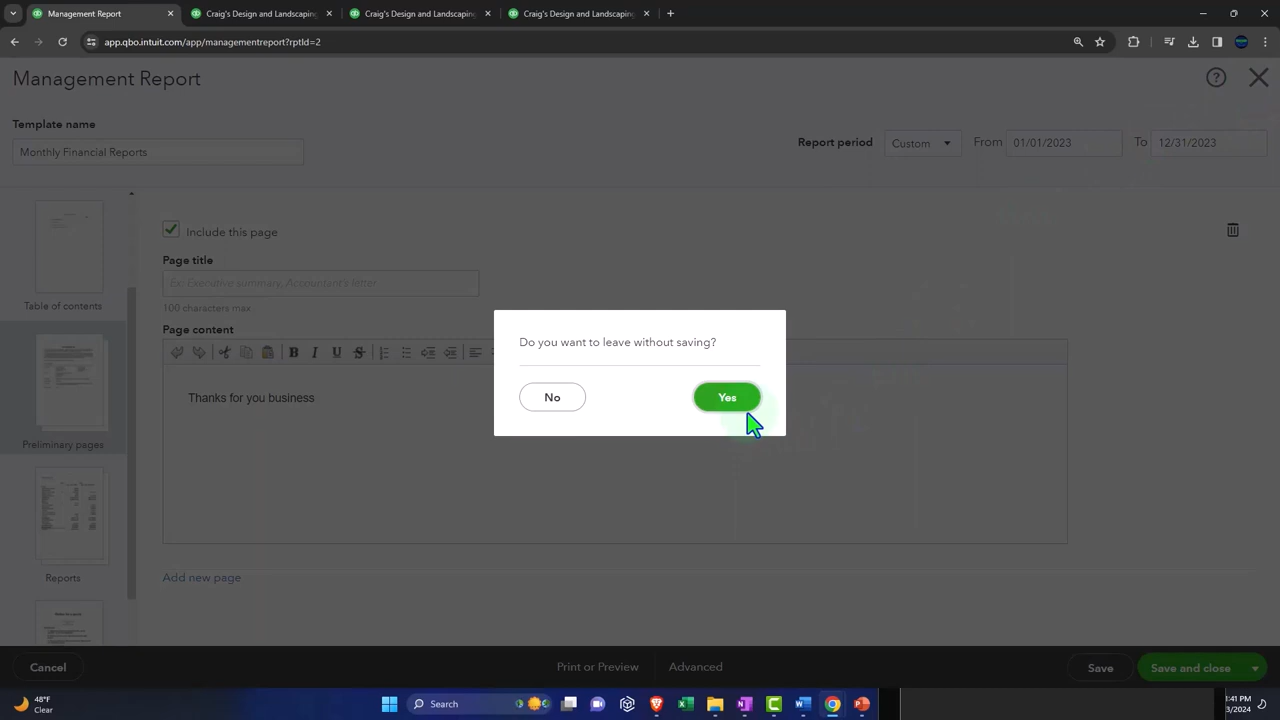 Management Report
Craig's Design and Landscaping
Craig's Design and Landscaping
Craig's Design and Landscaping
app.qbo.intuit.com/app/managementreport?rptId=2
Management Report
Template name
Monthly Financial Reports
Report period
Custom
From
01/01/2023
To
12/31/2023
Table of contents
Preliminary pages
Reports
Include this page
Page title
Ex: Executive summary, Accountant's letter
100 characters max
Page content
B I U S
Thanks for you business
Add new page
Do you want to leave without saving?
No
Yes
Cancel
Print or Preview
Advanced
Save
Save and close
48°F
Clear
Search
:41 PM
3/2024